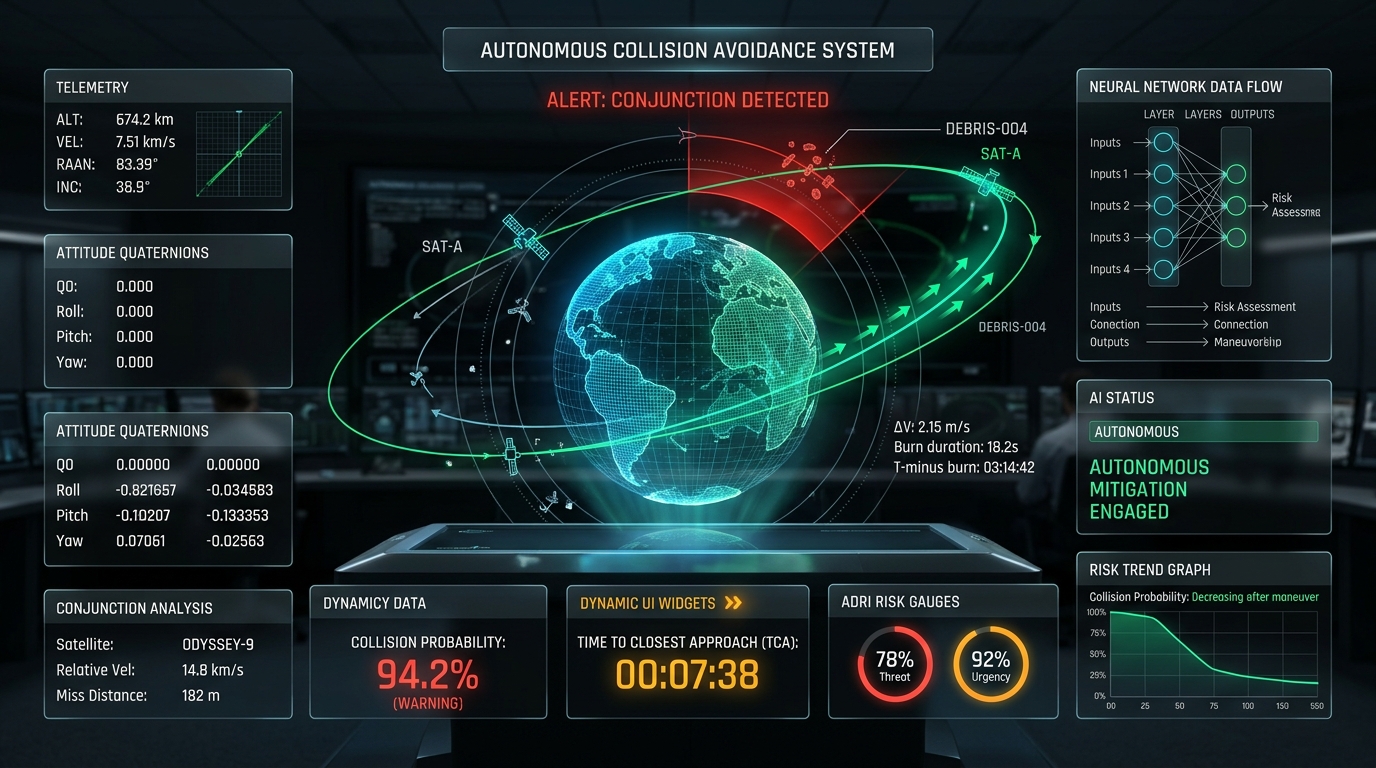 AUTONOMOUS COLLISION AVOIDANCE SYSTEM
ALERT: CONJUNCTION DETECTED
TELEMETRY
ALT: 674.2 km
VEL: 7.51 km/s
RAAN: 83.39°
INC: 38.9°
ATTITUDE QUATERNIONS
Q0: 0.000
Roll: 0.000
Pitch: 0.000
Yaw: 0.000
ATTITUDE QUATERNIONS
Q0 0.00000 0.00000
Roll -0.821657 -0.034583
Pitch -0.10207 -0.133353
Yaw 0.07061 -0.02563
CONJUNCTION ANALYSIS
Satellite: ODYSSEY-9
Relative Vel: 14.8 km/s
Miss Distance: 182 m
DEBRIS-004
SAT-A
SAT-A
DEBRIS-004
ΔV: 2.15 m/s
Burn duration: 18.2s
T-minus burn: 03:14:42
DYNAMICY DATA
COLLISION PROBABILITY:
94.2%
(WARNING)
DYNAMIC UI WIDGETS
TIME TO CLOSEST APPROACH (TCA):
00:07:38
ADRI RISK GAUGES
78%
Threat
92%
Urgency
NEURAL NETWORK DATA FLOW
LAYER LAYERS OUTPUTS
Inputs
Inputs 1
Inputs 2
Inputs 3
Inputs 4
Risk
Inputs Risk Assessment
Connection
Outputs
AI STATUS
AUTONOMOUS
AUTONOMOUS
MITIGATION
ENGAGED
RISK TREND GRAPH
Collision Probability: Decreasing after maneuver
100%
75%
50%
25%
0%
00 25 50 75 100 150 550